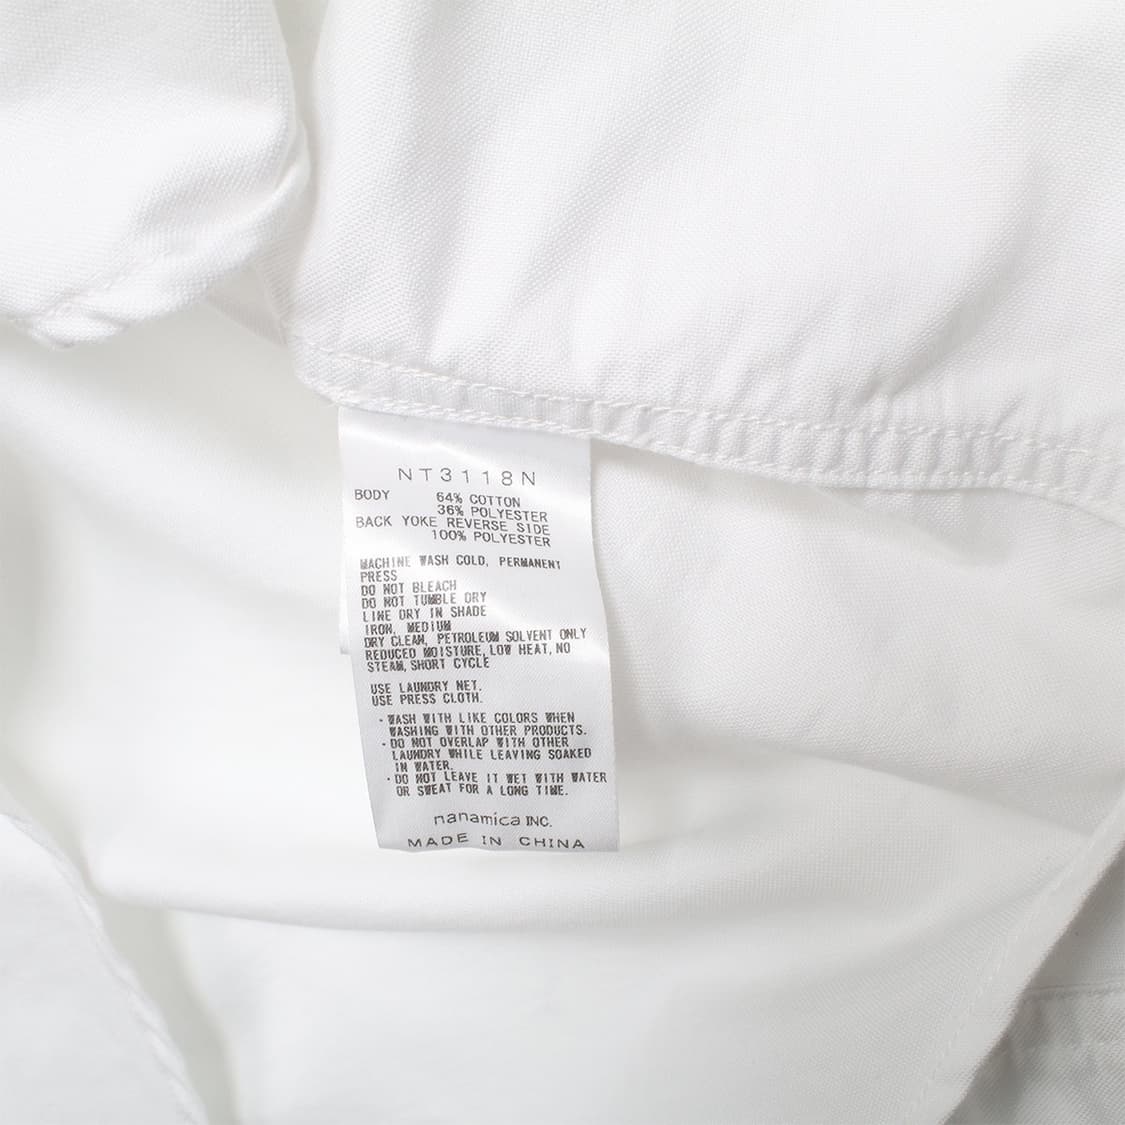 NT3118N
BODY 64% COTTON
36% POLYESTER
BACK YOKE REVERSE SIDE
100% POLYESTER
MACHINE WASH COLD, PERMANENT
PRESS
DO NOT BLEACH
DO NOT TUMBLE DRY
LINE DRY IN SHADE
IRON, MEDIUM
DRY CLEAN, PETROLEUM SOLVENT ONLY
REDUCED MOISTURE, LOW HEAT, NO
STEAM, SHORT CYCLE
USE LAUNDRY NET.
USE PRESS CLOTH.
・WASH WITH LIKE COLORS WHEN
WASHING WITH OTHER PRODUCTS.
・DO NOT OVERLAP WITH OTHER
LAUNDRY WHILE LEAVING SOAKED
IN WATER.
・DO NOT LEAVE IT WET WITH WATER
OR SWEAT FOR A LONG TIME.
nanamica INC.
MADE IN CHINA